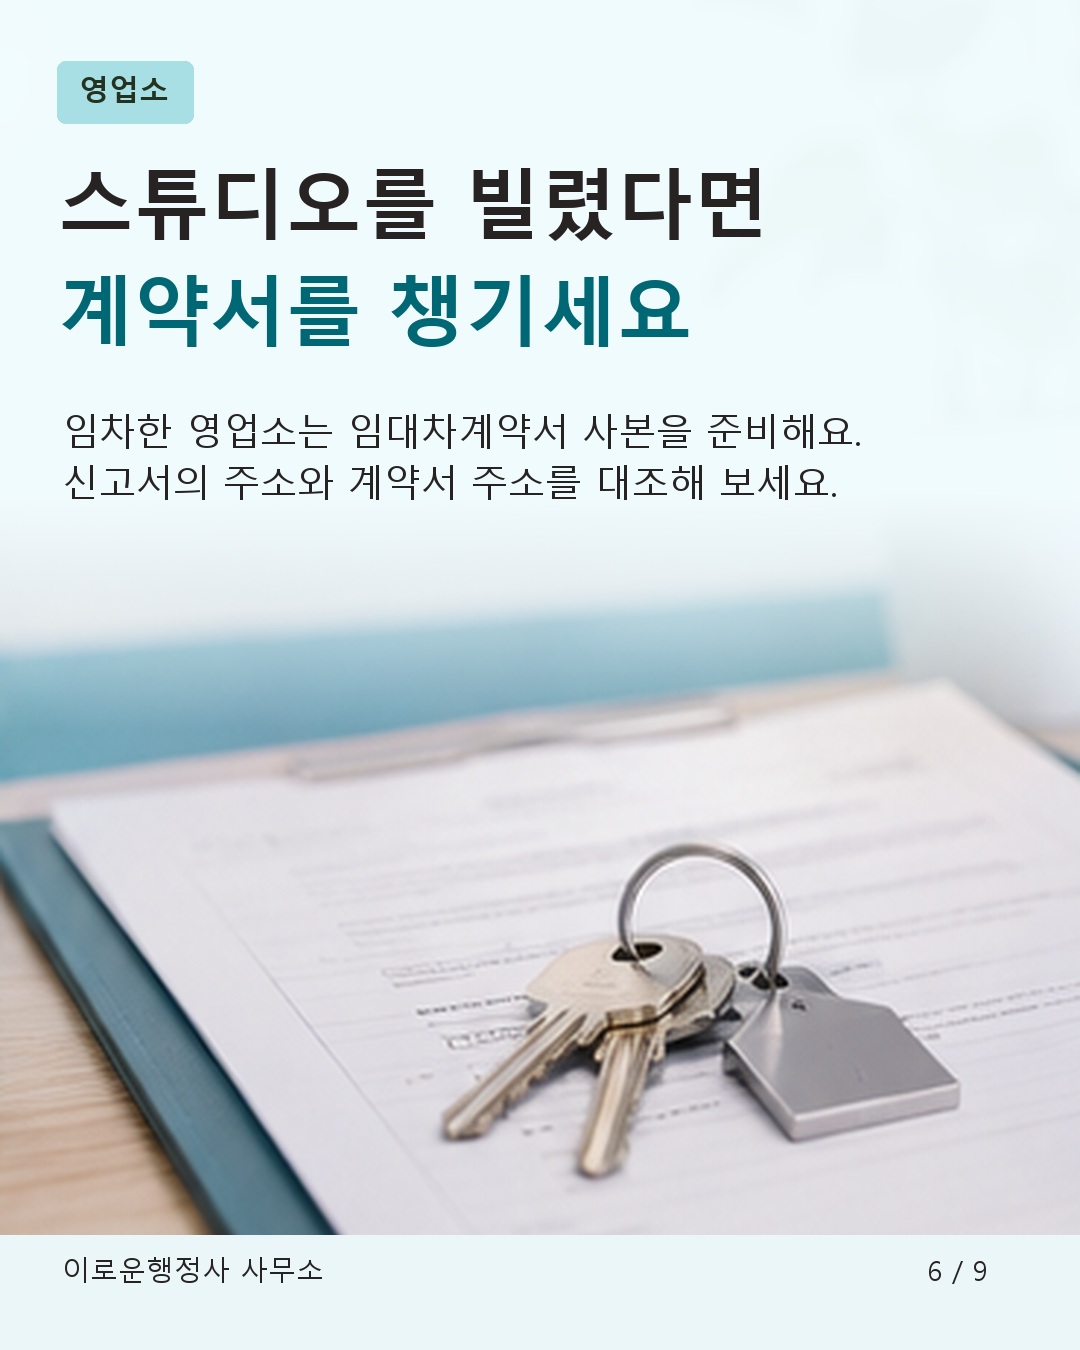 영업소
스튜디오를 빌렸다면
계약서를 챙기세요
임차한 영업소는 임대차계약서 사본을 준비해요.
신고서의 주소와 계약서 주소를 대조해 보세요.
이로운행정사 사무소
6 / 9